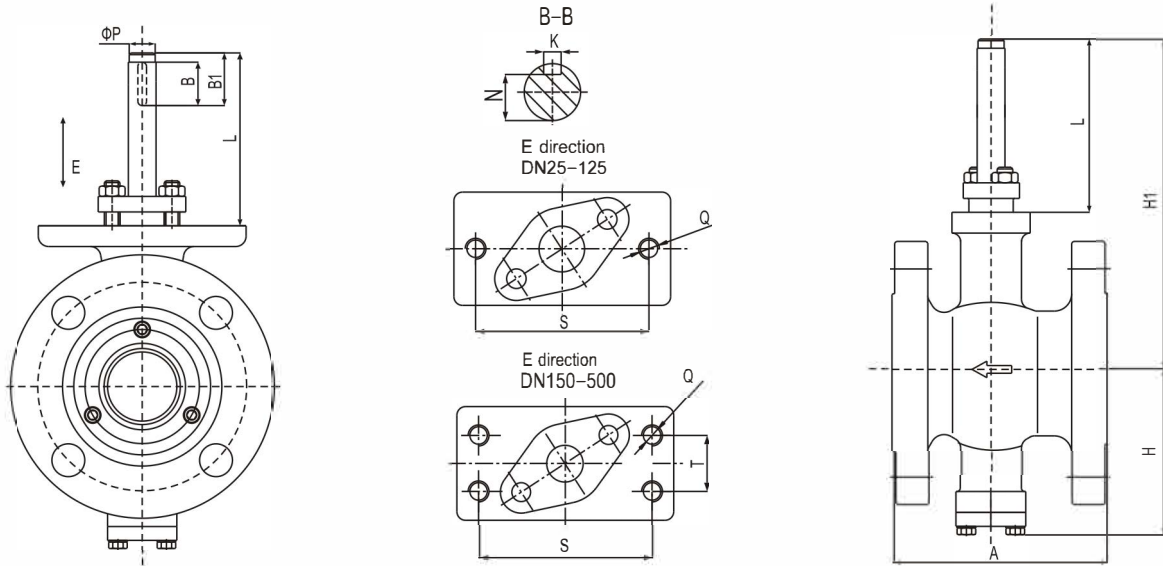 ΦP
B
B1
L
E
B-B
K
N
E direction
DN25-125
Q
S
E direction
DN150-500
Q
T
S
L
H1
H
A